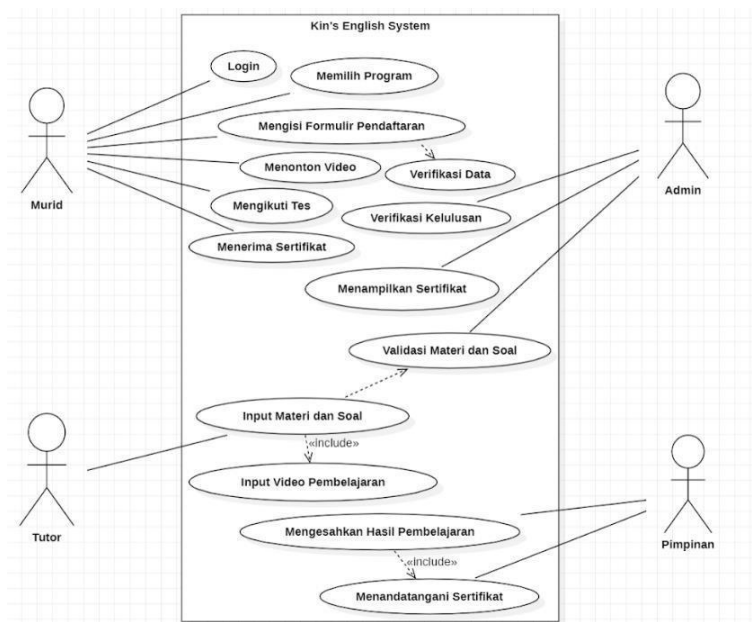 Kin's English System
Login
Memilih Program
Mengisi Formulir Pendaftaran
Menonton Video
Verifikasi Data
Murid
Admin
Mengikuti Tes
Verifikasi Kelulusan
Menerima Sertifikat
Menampilkan Sertifikat
Validasi Materi dan Soal
Input Materi dan Soal
«include»
Input Video Pembelajaran
Tutor
Mengesahkan Hasil Pembelajaran
Pimpinan
«include»
Menandatangani Sertifikat